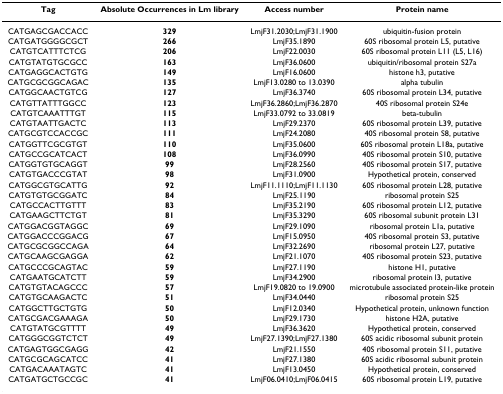 Tag Absolute Occurrences in Lm library Access number Protein name
CATGAGCGACCACC 329 LmjF31.2030;LmjF31.1900 ubiquitin-fusion protein
CATGATGGGGCGCT 266 LmjF35.1890 60S ribosomal protein L5, putative
CATGTCATTTCTCG 206 LmjF22.0030 60S ribosomal protein L11 (L5, L16)
CATGTATGTGCGCC 163 LmjF36.0600 ubiquitin/ribosomal protein S27a
CATGAGGCACTGTG 149 LmjF16.0600 histone h3, putative
CATGCGCGGCAGAC 135 LmjF13.0280 to 13.0390 alpha tubulin
CATGGCAACTGTCG 127 LmjF36.3740 60S ribosomal protein L34, putative
CATGTTATTTGGCC 123 LmjF36.2860;LmjF36.2870 40S ribosomal protein S24e
CATGTCAAATTTGT 115 LmjF33.0792 to 33.0819 beta-tubulin
CATGTAATTGACTC 113 LmjF29.2370 60S ribosomal protein L39, putative
CATGCGTCCACCGC 111 LmjF24.2080 40S ribosomal protein S8, putative
CATGGTTCGCGTGT 110 LmjF35.0600 60S ribosomal protein L18a, putative
CATGCCGCATCACT 108 LmjF36.0990 40S ribosomal protein S10, putative
CATGGTGTGCAGGT 99 LmjF28.2560 40S ribosomal protein S17, putative
CATGTGACCCGTAT 98 LmjF31.0900 Hypothetical protein, conserved
CATGGCGTGCATTG 92 LmjF11.1110;LmjF11.1130 60S ribosomal protein L28, putative
CATGTGTGCGGATC 84 LmjF25.1190 ribosomal protein S25
CATGCCACTTGTTT 83 LmjF35.2190 60S ribosomal protein L12, putative
CATGAAGCTTCTGT 81 LmjF35.3290 60S ribosomal subunit protein L31
CATGGACGGTAGGC 69 LmjF29.1090 ribosomal protein L1a, putative
CATGGACCCGGACG 67 LmjF15.0950 40S ribosomal protein S3, putative
CATGCGCGGCCAGA 64 LmjF32.2690 ribosomal protein L27, putative
CATGCAAGCGAGGA 62 LmjF21.1070 40S ribosomal protein S23, putative
CATGCCCGCAGTAC 59 LmjF27.1190 histone H1, putative
CATGAATGCATCTT 59 LmjF34.2900 ribosomal protein l3, putative
CATGTGTACAGCCC 57 LmjF19.0820 to 19.0900 microtubule associated protein-like protein
CATGTGCAAGACTC 51 LmjF34.0440 ribosomal protein S25
CATGGCTTGCTGTG 50 LmjF12.0340 Hypothetical protein, unknown function
CATGCGACGAAAGA 50 LmjF29.1730 histone H2A, putative
CATGTATGCGTTTT 49 LmjF36.3620 Hypothetical protein, conserved
CATGGGCGGTCTCT 49 LmjF27.1390;LmjF27.1380 60S acidic ribosomal subunit protein
CATGAGTGGCGAGG 42 LmjF21.1550 40S ribosomal protein S11, putative
CATGCGCAGCATCC 41 LmjF27.1380 60S acidic ribosomal subunit protein
CATGACAAATAGTC 41 LmjF13.0450 Hypothetical protein, conserved
CATGATGCTGCCGC 41 LmjF06.0410;LmjF06.0415 60S ribosomal protein L19, putative